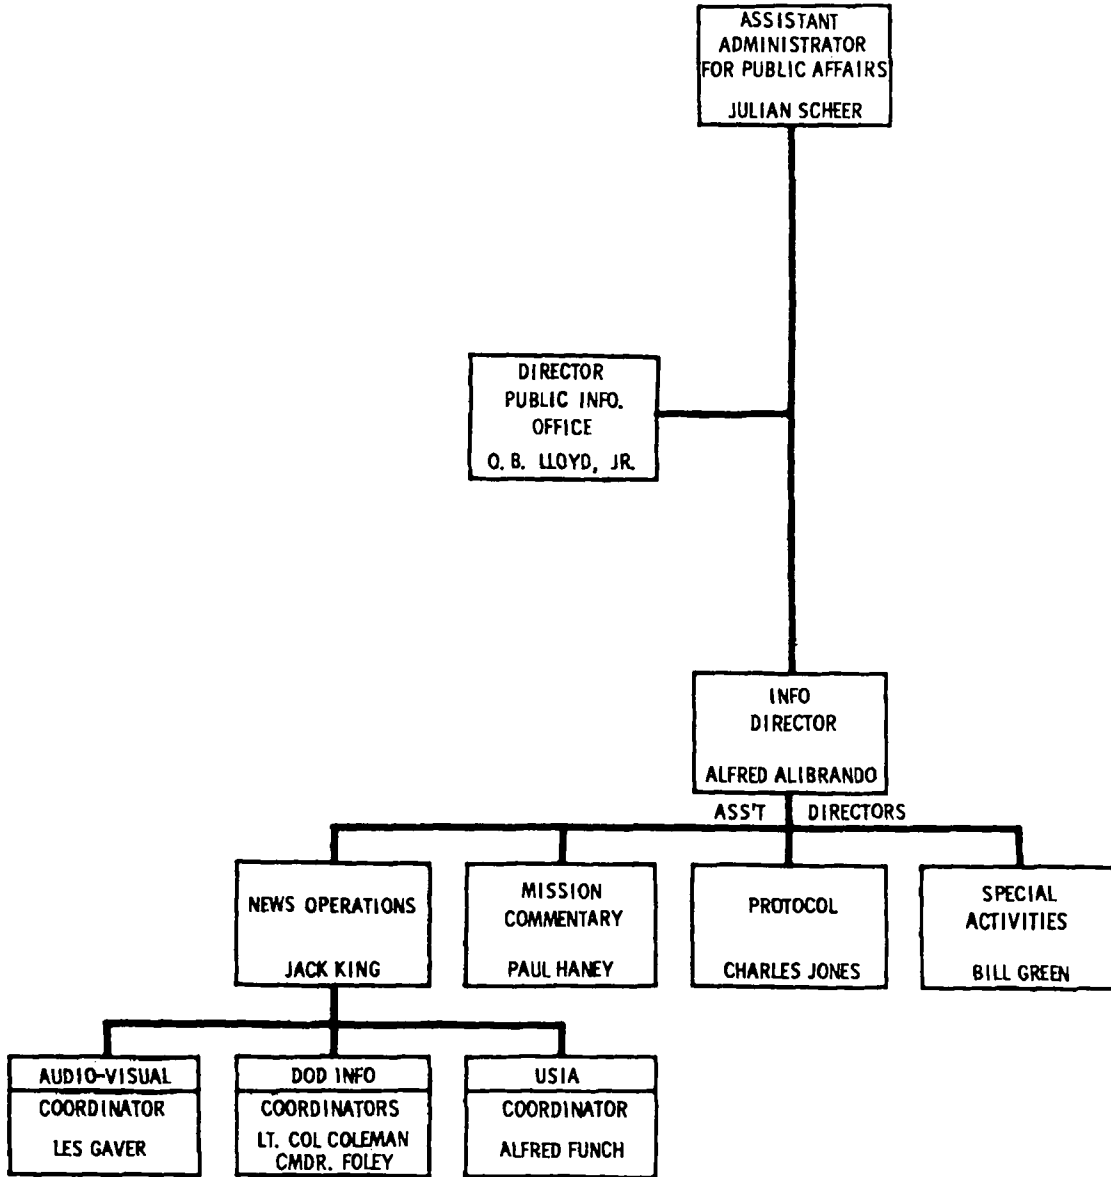 ASSISTANT
ADMINISTRATOR
FOR PUBLIC AFFAIRS
JULIAN SCHEER
DIRECTOR
PUBLIC INFO.
OFFICE
O. B. LLOYD, JR.
INFO
DIRECTOR
ALFRED ALIBRANDO
ASS'T DIRECTORS
NEWS OPERATIONS
JACK KING
MISSION
COMMENTARY
PAUL HANEY
PROTOCOL
CHARLES JONES
SPECIAL
ACTIVITIES
BILL GREEN
AUDIO-VISUAL
COORDINATOR
LES GAVER
DOD INFO
COORDINATORS
LT. COL COLEMAN
CMDR. FOLEY
USIA
COORDINATOR
ALFRED FUNCH